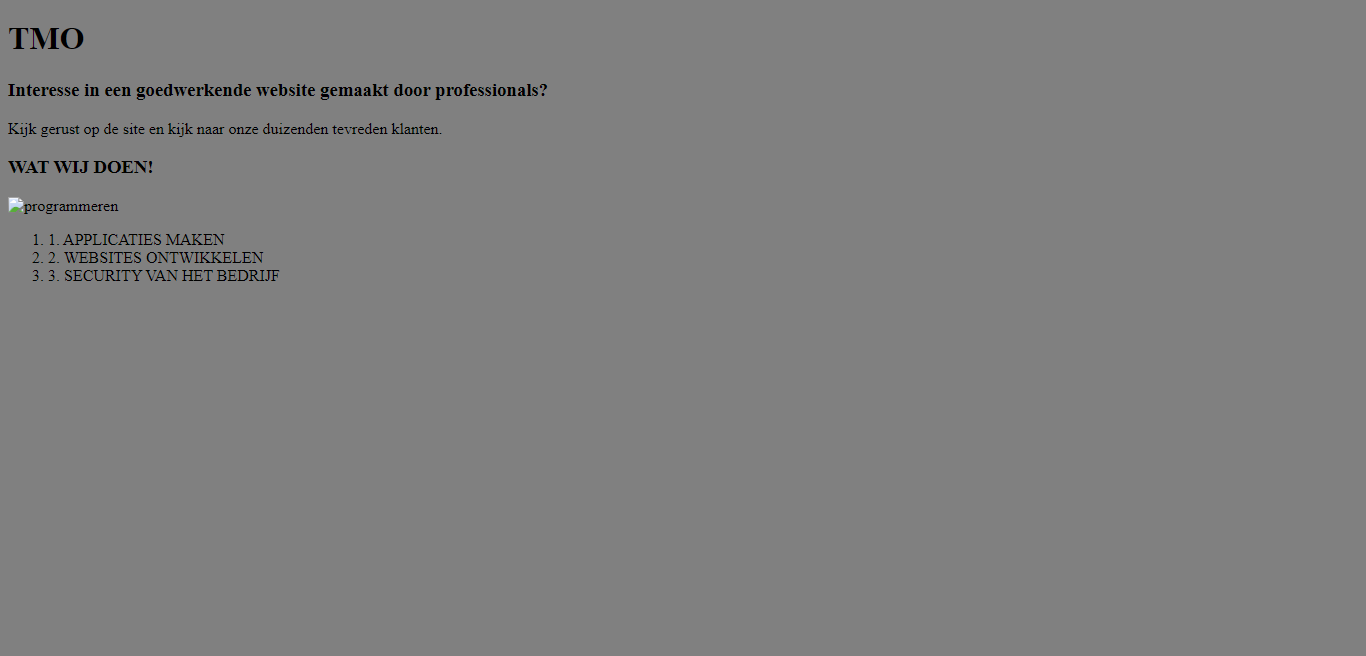 TMO
Interesse in een goedwerkende website gemaakt door professionals?
Kijk gerust op de site en kijk naar onze duizenden tevreden klanten.
WAT WIJ DOEN!
programmeren
1. 1. APPLICATIES MAKEN
2. 2. WEBSITES ONTWIKKELEN
3. 3. SECURITY VAN HET BEDRIJF